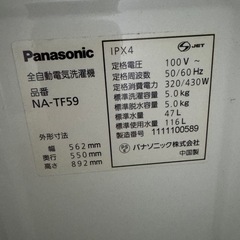 Panasonic
全自動電気洗濯機
品番
NA-TF59
外形寸法
幅 562mm
奥行 550mm
高さ 892mm
IPX4
JET
定格電圧 100V~
定格周波数 50/60Hz
定格消費電力 320/430W
標準洗濯容量 5.0kg
標準脱水容量 5.0kg
標準水量 47L
標準使用水量 116L
1111100589
パナソニック株式会社
中国製